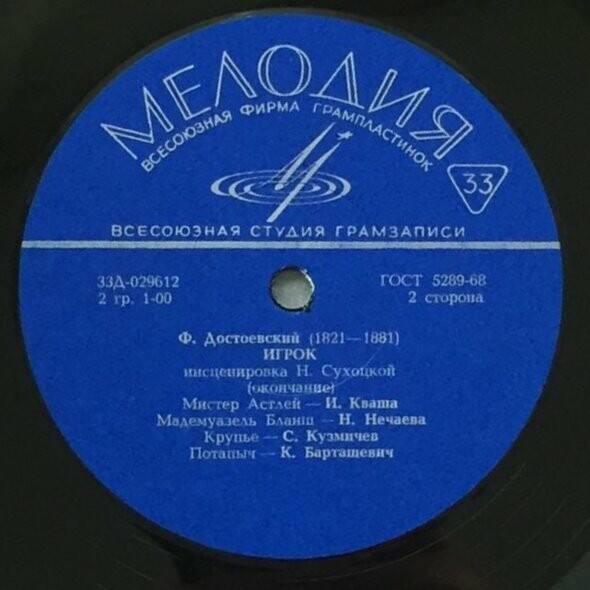 МЕЛОДИЯ
ВСЕСОЮЗНАЯ ФИРМА ГРАМПЛАСТИНОК
33
ВСЕСОЮЗНАЯ СТУДИЯ ГРАМЗАПИСИ
33Д-029612 ГОСТ 5289-68
2 гр. 1-00 2 сторона
Ф. Достоевский (1821—1881)
ИГРОК
инсценировка Н. Сухоцкой
(окончание)
Мистер Астлей — И. Кваша
Мадемуазель Бланш — Н. Нечаева
Крупье — С. Кузмичев
Потапыч — К. Барташевич